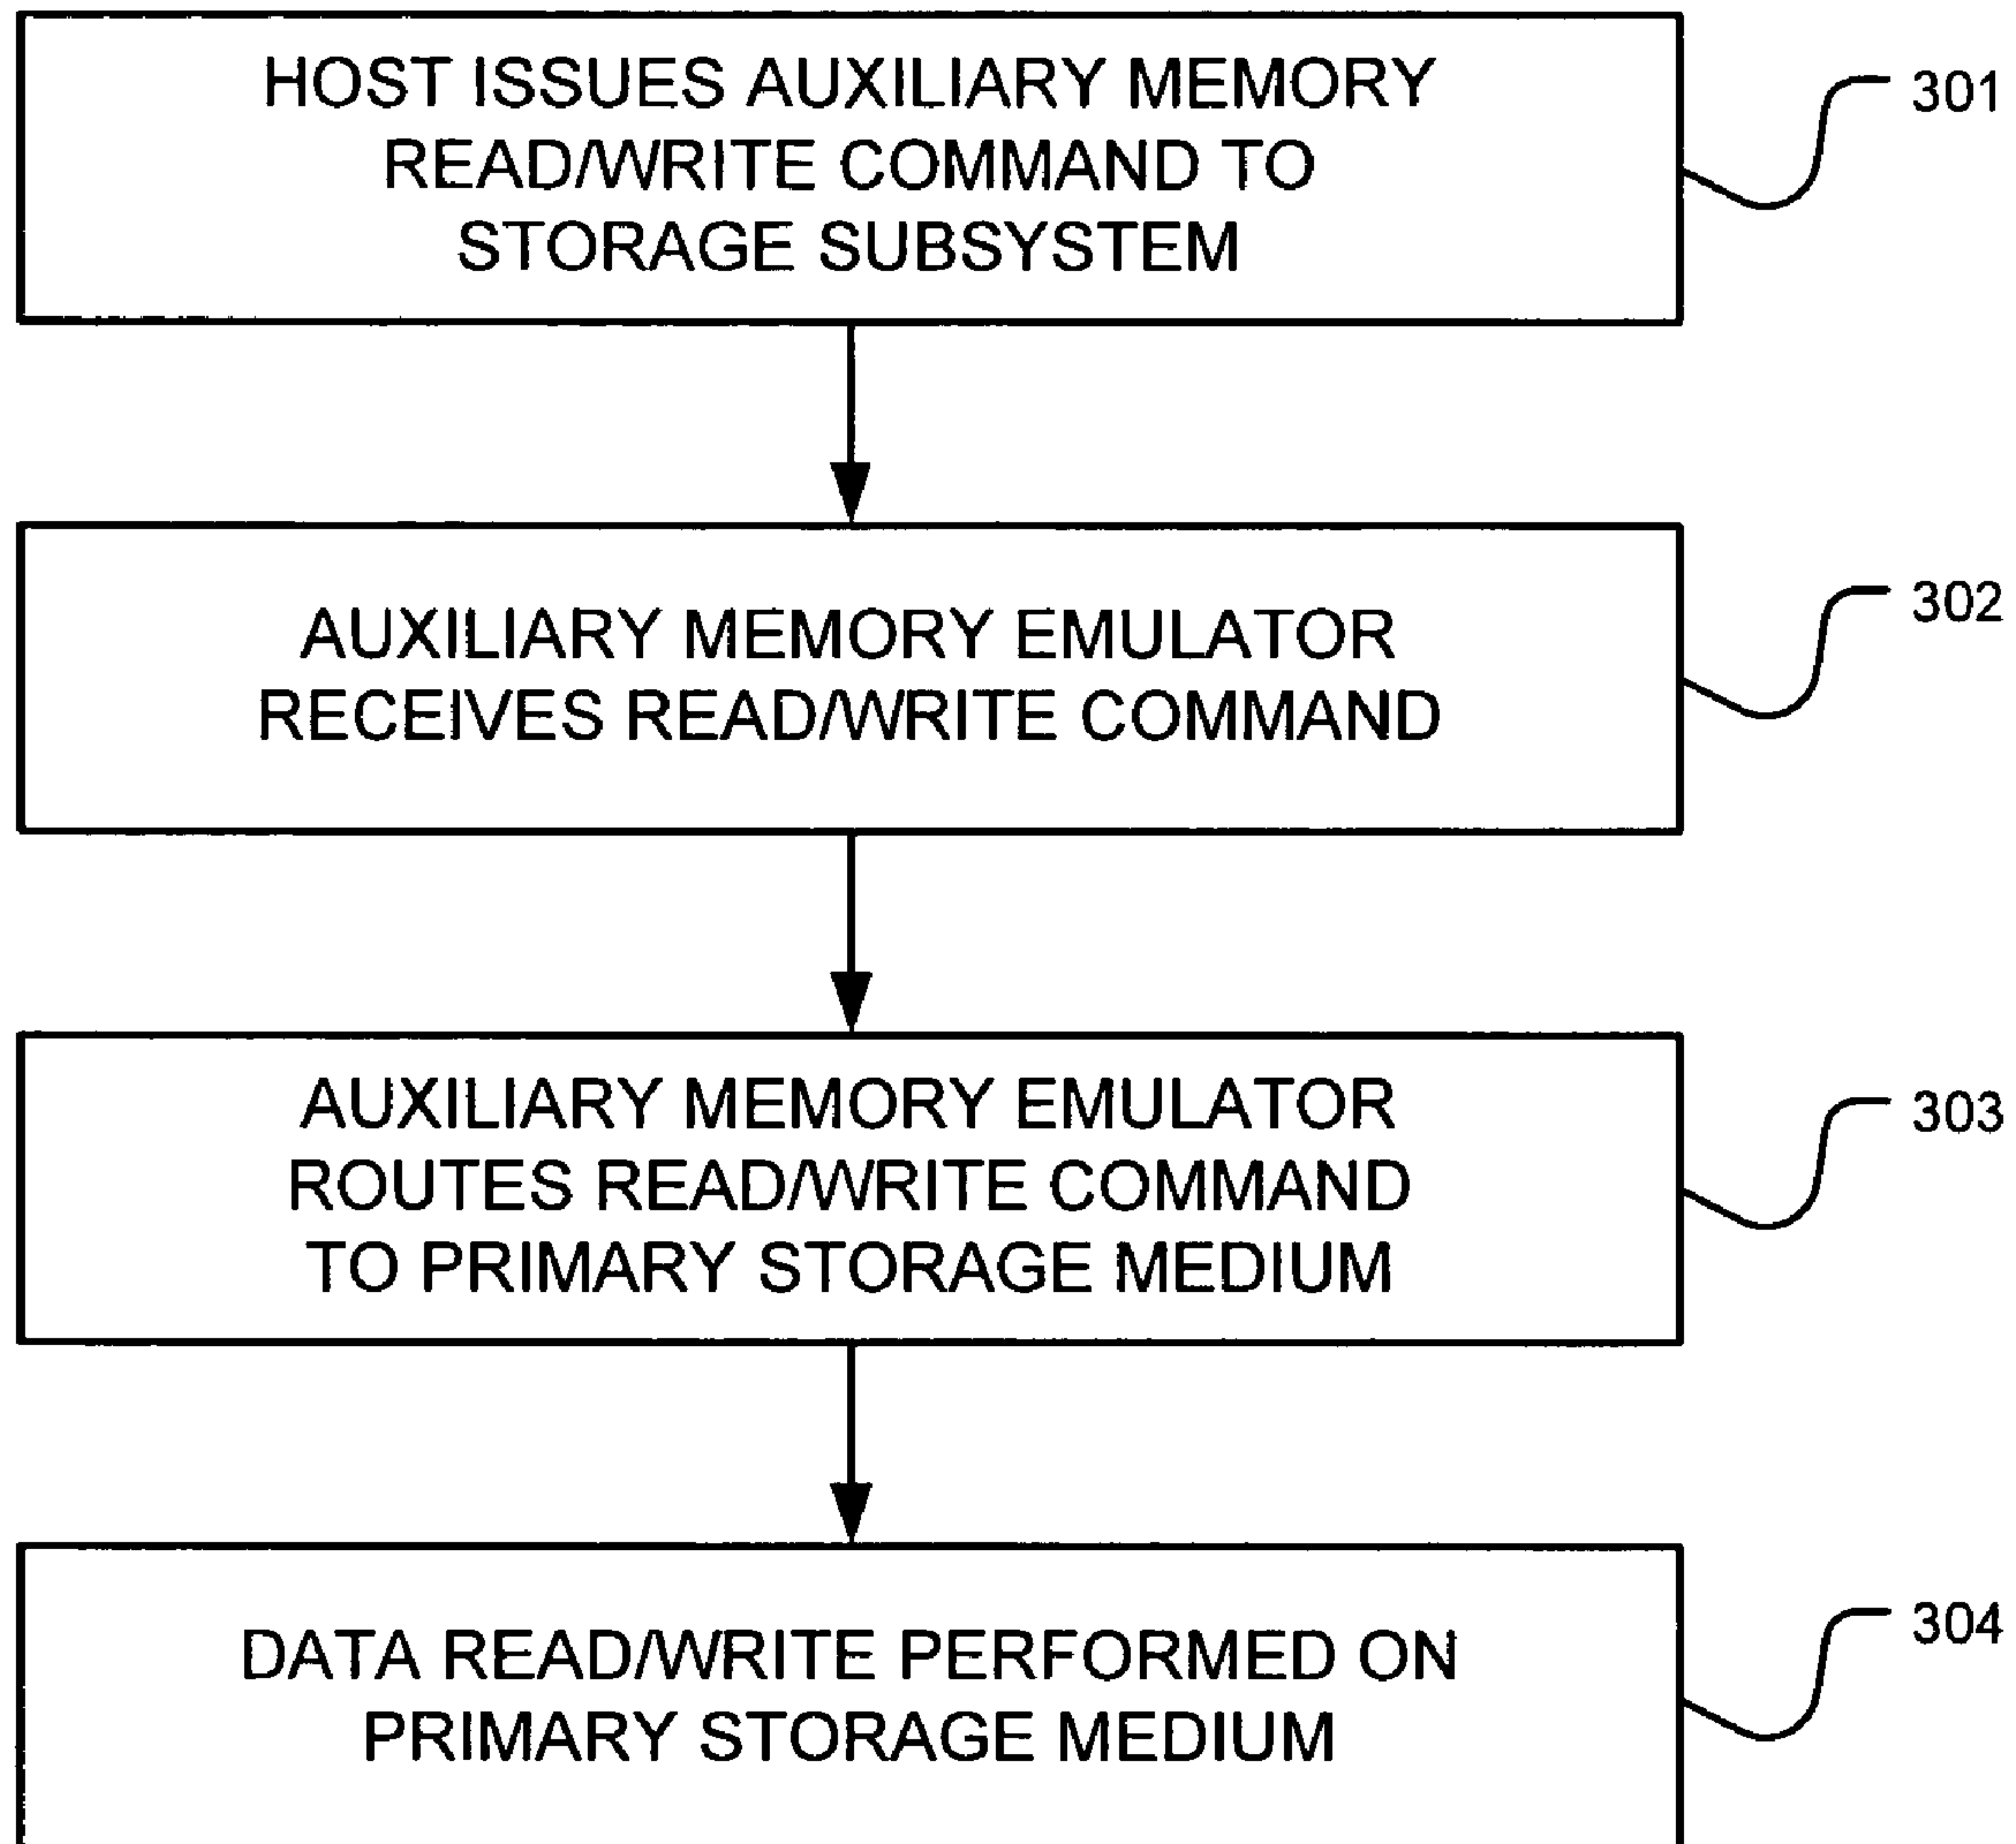 HOST ISSUES AUXILIARY MEMORY
READ/WRITE COMMAND TO
STORAGE SUBSYSTEM
301
AUXILIARY MEMORY EMULATOR
RECEIVES READ/WRITE COMMAND
302
AUXILIARY MEMORY EMULATOR
ROUTES READ/WRITE COMMAND
TO PRIMARY STORAGE MEDIUM
303
DATA READ/WRITE PERFORMED ON
PRIMARY STORAGE MEDIUM
304